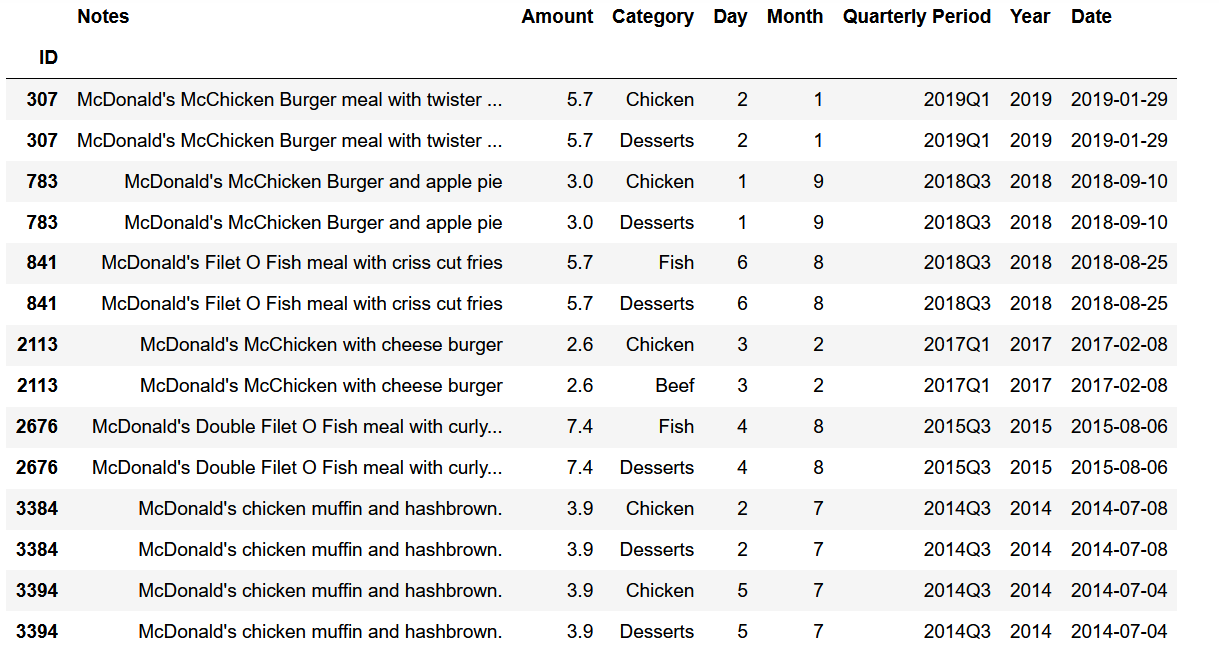 Notes Amount Category Day Month Quarterly Period Year Date
ID
307 McDonald's McChicken Burger meal with twister ... 5.7 Chicken 2 1 2019Q1 2019 2019-01-29
307 McDonald's McChicken Burger meal with twister ... 5.7 Desserts 2 1 2019Q1 2019 2019-01-29
783 McDonald's McChicken Burger and apple pie 3.0 Chicken 1 9 2018Q3 2018 2018-09-10
783 McDonald's McChicken Burger and apple pie 3.0 Desserts 1 9 2018Q3 2018 2018-09-10
841 McDonald's Filet O Fish meal with criss cut fries 5.7 Fish 6 8 2018Q3 2018 2018-08-25
841 McDonald's Filet O Fish meal with criss cut fries 5.7 Desserts 6 8 2018Q3 2018 2018-08-25
2113 McDonald's McChicken with cheese burger 2.6 Chicken 3 2 2017Q1 2017 2017-02-08
2113 McDonald's McChicken with cheese burger 2.6 Beef 3 2 2017Q1 2017 2017-02-08
2676 McDonald's Double Filet O Fish meal with curly... 7.4 Fish 4 8 2015Q3 2015 2015-08-06
2676 McDonald's Double Filet O Fish meal with curly... 7.4 Desserts 4 8 2015Q3 2015 2015-08-06
3384 McDonald's chicken muffin and hashbrown. 3.9 Chicken 2 7 2014Q3 2014 2014-07-08
3384 McDonald's chicken muffin and hashbrown. 3.9 Desserts 2 7 2014Q3 2014 2014-07-08
3394 McDonald's chicken muffin and hashbrown. 3.9 Chicken 5 7 2014Q3 2014 2014-07-04
3394 McDonald's chicken muffin and hashbrown. 3.9 Desserts 5 7 2014Q3 2014 2014-07-04